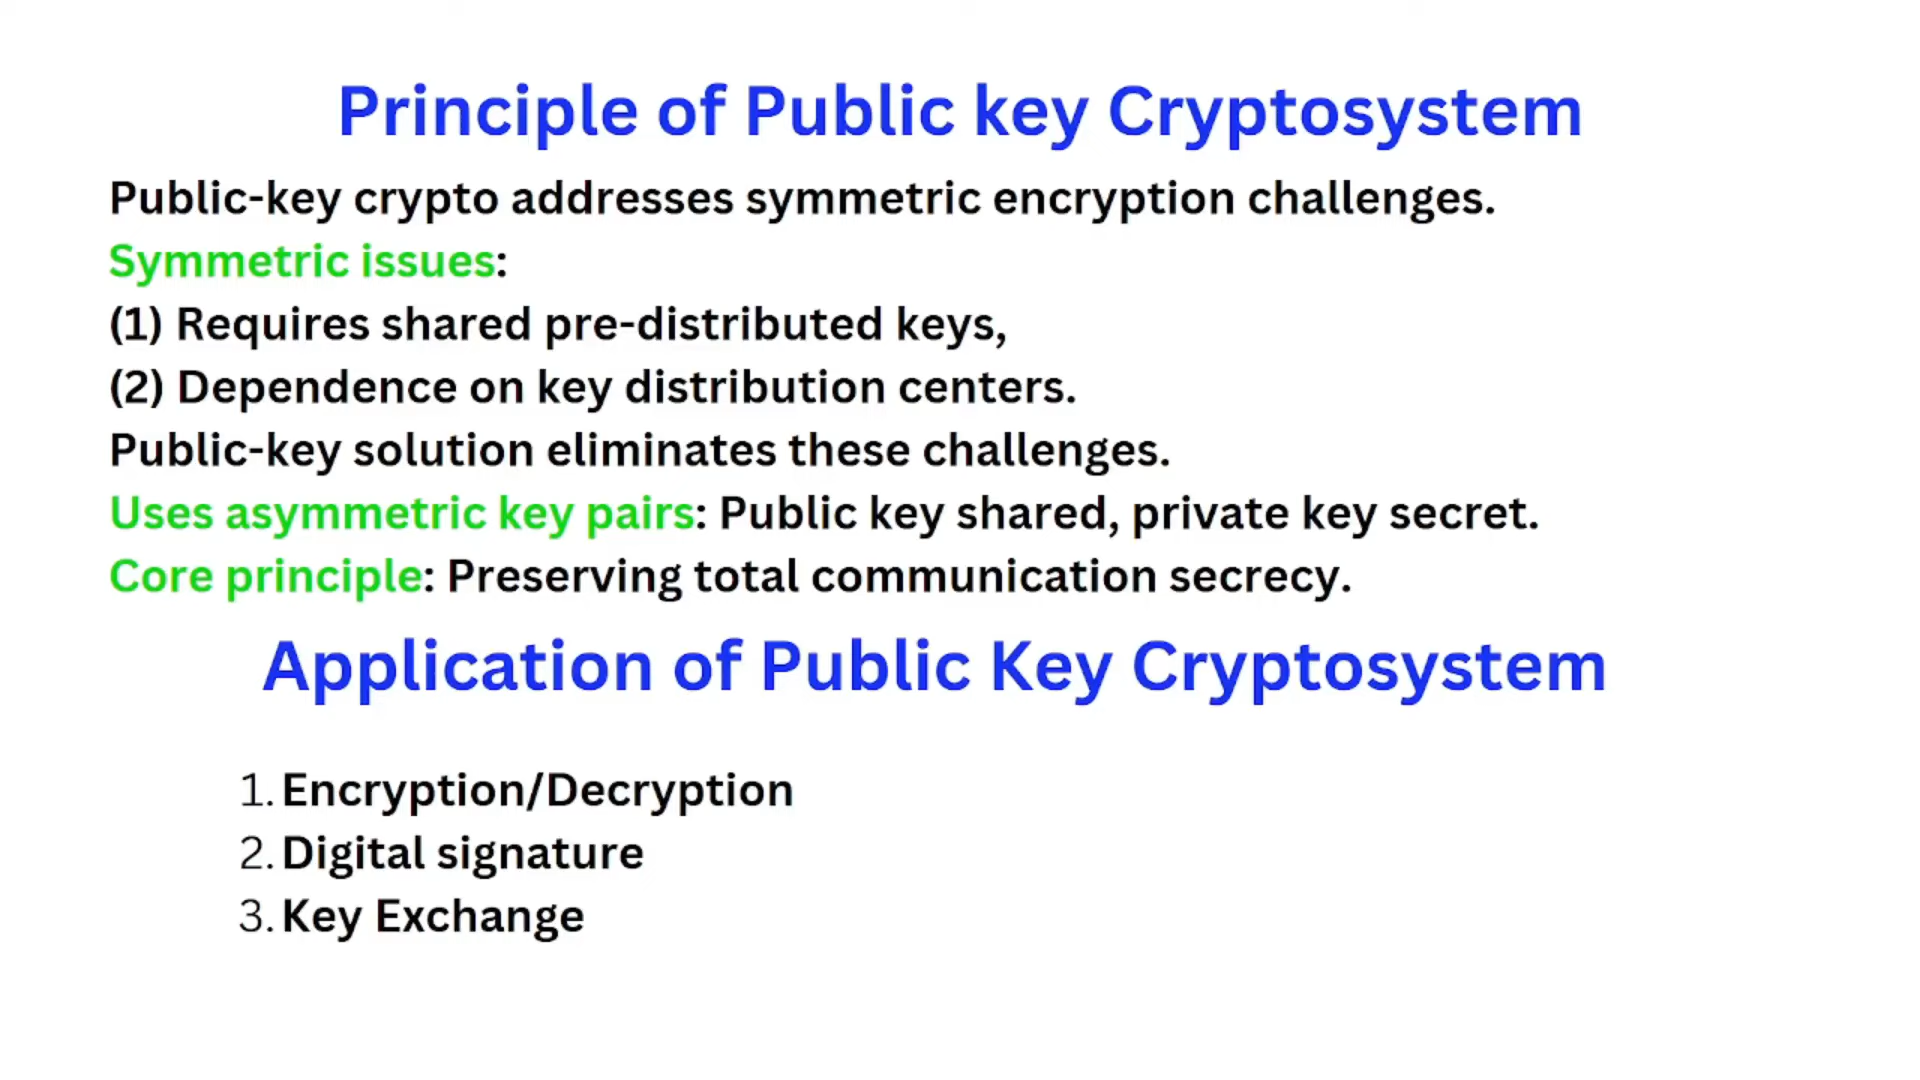 Principle of Public key Cryptosystem
Public-key crypto addresses symmetric encryption challenges.
Symmetric issues:
(1) Requires shared pre-distributed keys,
(2) Dependence on key distribution centers.
Public-key solution eliminates these challenges.
Uses asymmetric key pairs: Public key shared, private key secret.
Core principle: Preserving total communication secrecy.
Application of Public Key Cryptosystem
1. Encryption/Decryption
2. Digital signature
3. Key Exchange